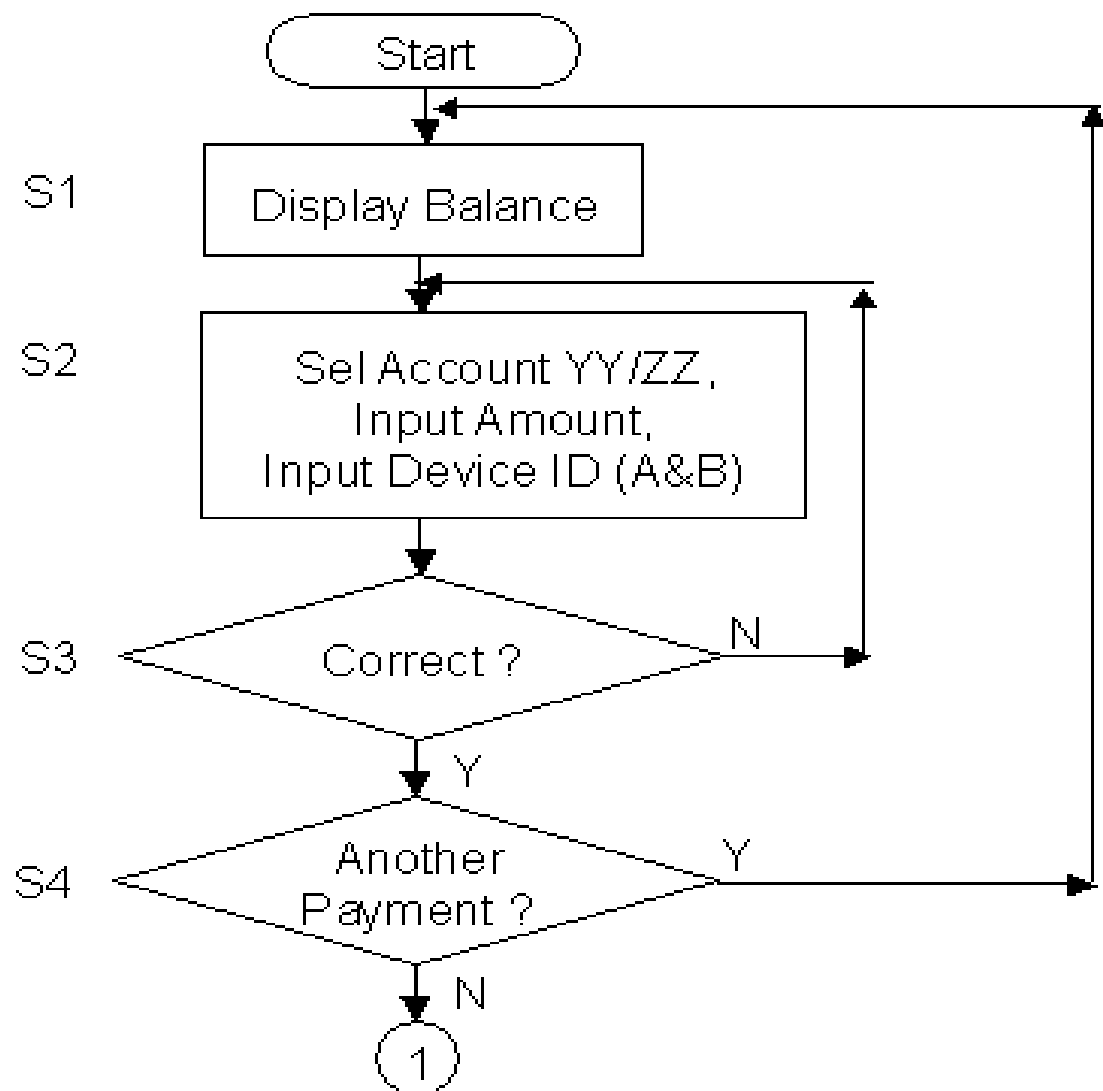 Start
S1
Display Balance
S2
Sel Account YY/ZZ,
Input Amount,
Input Device ID (A&B)
S3
Correct ?
N
Y
S4
Another
Payment ?
Y
N
1